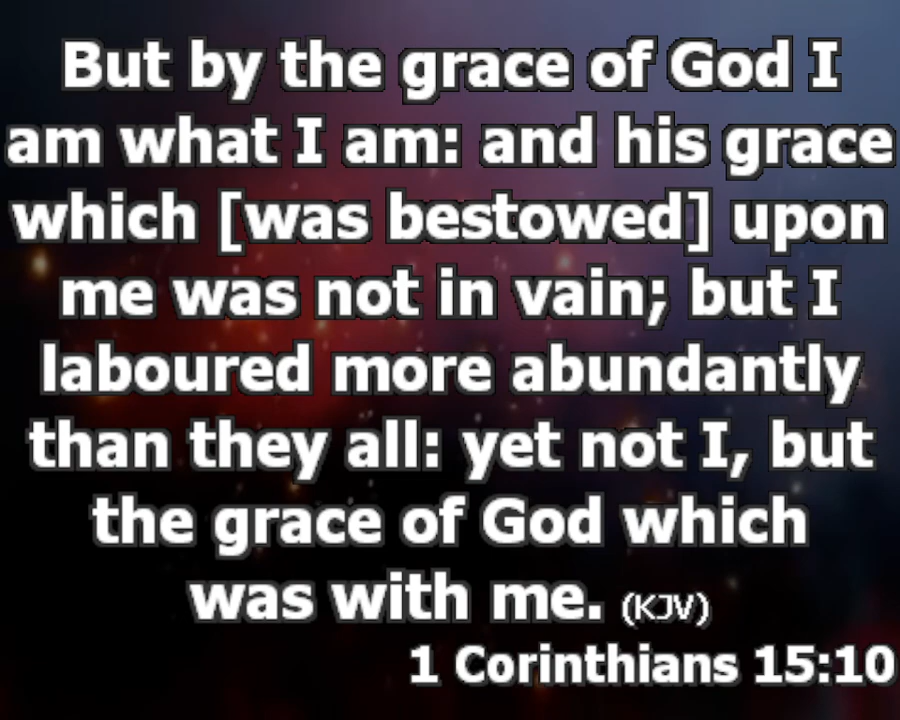 But by the grace of God I
am what I am: and his grace
which [was bestowed] upon
me was not in vain; but I
laboured more abundantly
than they all: yet not I, but
the grace of God which
was with me. (KJV)
1 Corinthians 15:10